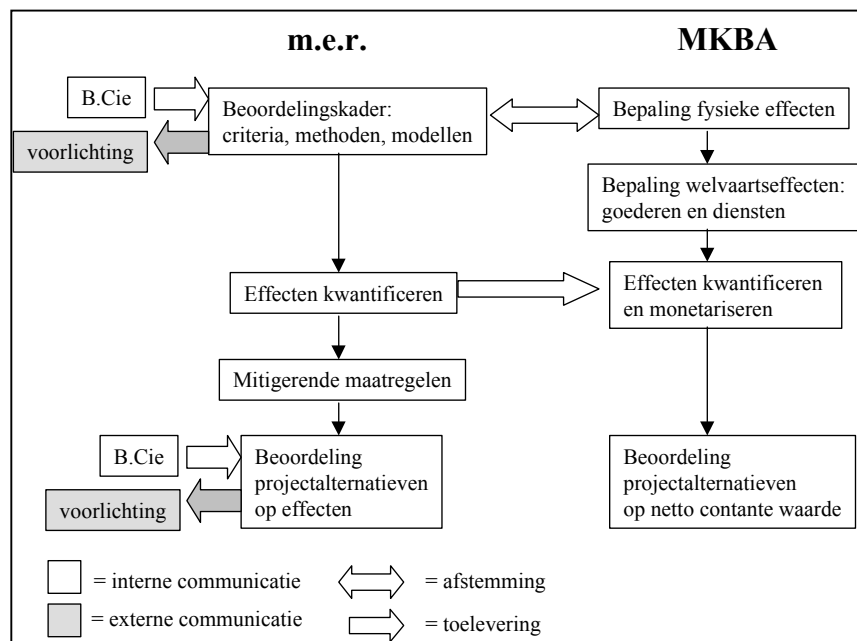 m.e.r.
MKBA
B.Cie
Beoordelingskader:
criteria, methoden, modellen
voorlichting
Bepaling fysieke effecten
Bepaling welvaartseffecten:
goederen en diensten
Effecten kwantificeren
Effecten kwantificeren
en monetariseren
Mitigerende maatregelen
B.Cie
Beoordeling
projectalternatieven
op effecten
voorlichting
Beoordeling
projectalternatieven
op netto contante waarde
= interne communicatie
= afstemming
= externe communicatie
= toelevering